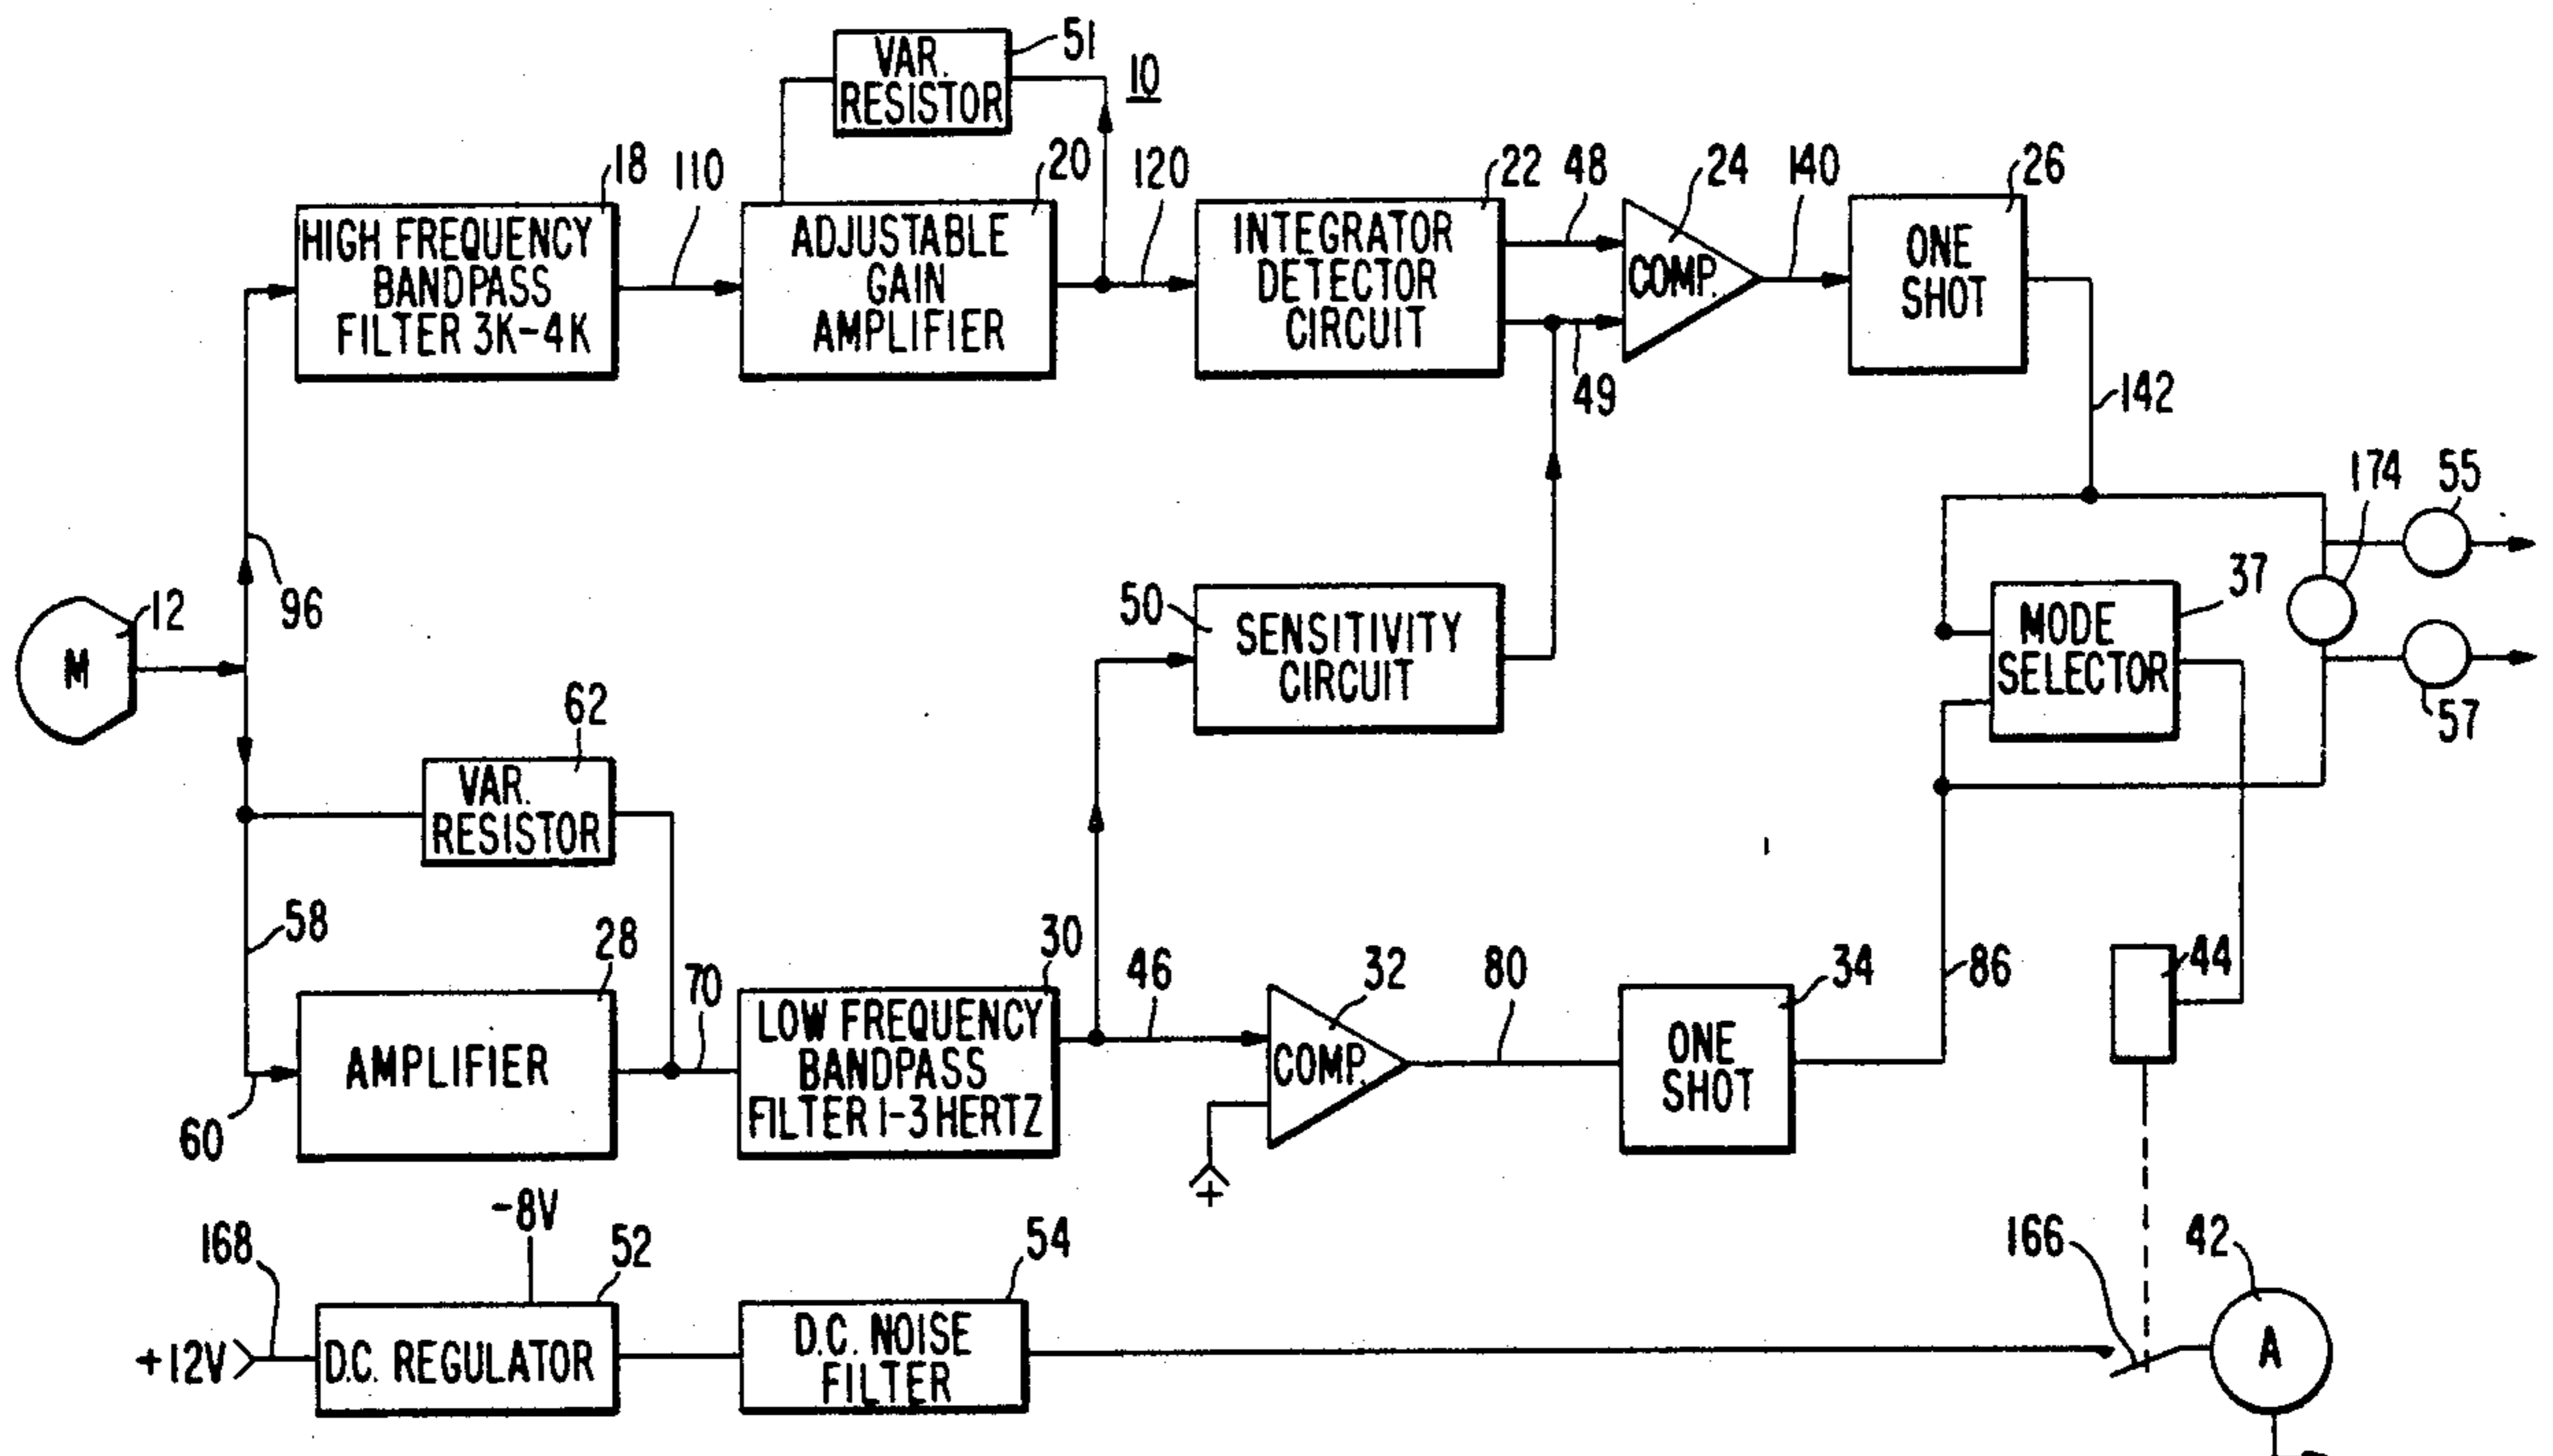 VAR.
RESISTOR
51
10
18
110
20
120
22
48
24
140
26
HIGH FREQUENCY
BANDPASS
FILTER 3K-4K
ADJUSTABLE
GAIN
AMPLIFIER
INTEGRATOR
DETECTOR
CIRCUIT
COMP.
ONE
SHOT
49
142
174
55
96
12
M
50
SENSITIVITY
CIRCUIT
37
MODE
SELECTOR
57
62
VAR.
RESISTOR
58
28
70
30
46
32
80
34
86
44
AMPLIFIER
LOW FREQUENCY
BANDPASS
FILTER 1-3 HERTZ
COMP.
ONE
SHOT
60
+
-8V
168
52
54
166
42
+12V
D.C. REGULATOR
D.C. NOISE
FILTER
A